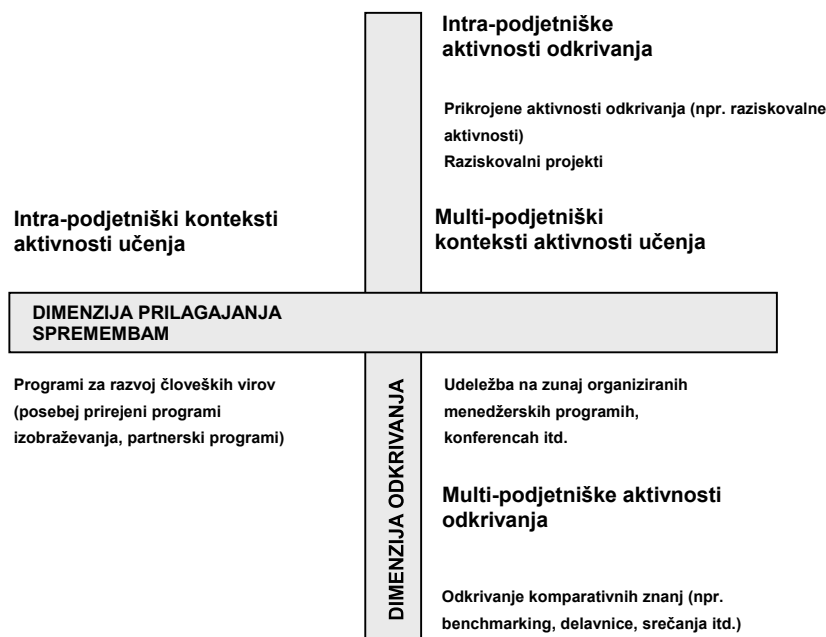 Intra-podjetniške
aktivnosti odkrivanja
Prikrojene aktivnosti odkrivanja (npr. raziskovalne
aktivnosti)
Raziskovalni projekti
Intra-podjetniški konteksti
aktivnosti učenja
Multi-podjetniški
konteksti aktivnosti učenja
DIMENZIJA PRILAGAJANJA
SPREMEMBAM
Programi za razvoj človeških virov
(posebej prirejeni programi
izobraževanja, partnerski programi)
DIMENZIJA ODKRIVANJA
Udeležba na zunaj organiziranih
menedžerskih programih,
konferencah itd.
Multi-podjetniške aktivnosti
odkrivanja
Odkrivanje komparativnih znanj (npr.
benchmarking, delavnice, srečanja itd.)